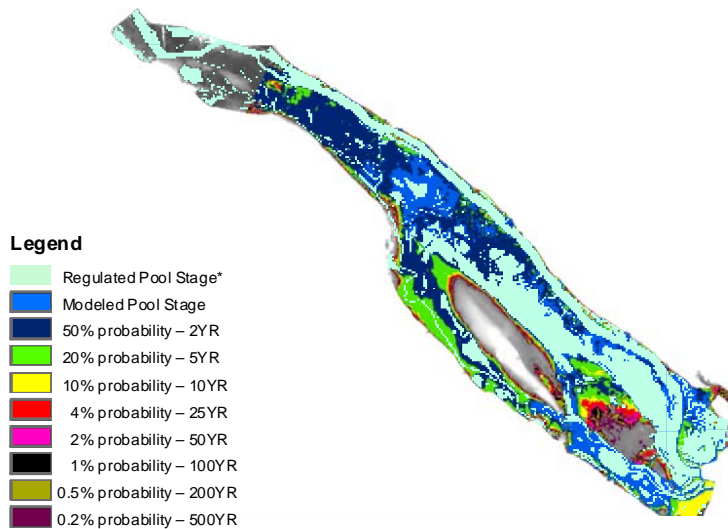 Legend
Regulated Pool Stage*
Modeled Pool Stage
50% probability – 2YR
20% probability – 5YR
10% probability – 10YR
4% probability – 25YR
2% probability – 50YR
1% probability – 100YR
0.5% probability – 200YR
0.2% probability – 500YR